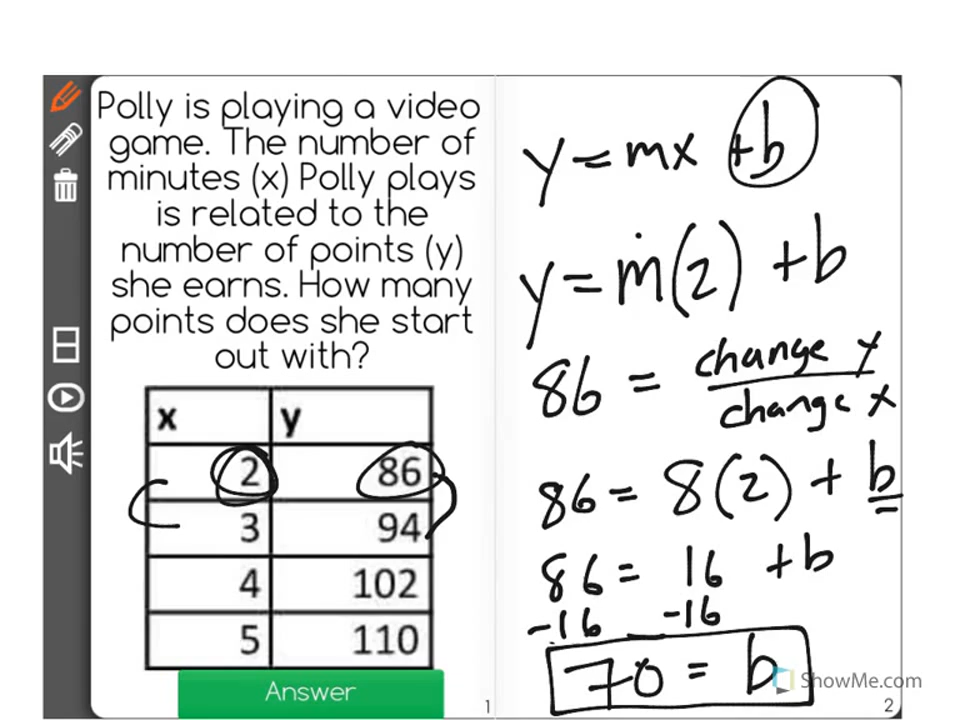 Polly is playing a video
game. The number of
minutes (x) Polly plays
is related to the
number of points (y)
she earns. How many
points does she start
out with?
x y
2 86
3 94
4 102
5 110
Answer
1
y = mx + b
y = m(2) + b
86 = change y / change x
86 = 8(2) + b
86 = 16 + b
-16 -16
70 = b
ShowMe.com
2